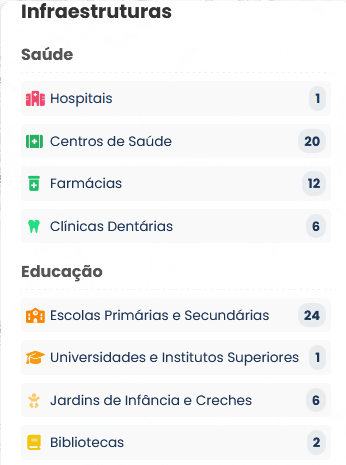 Infraestruturas
Saúde
Hospitais 1
Centros de Saúde 20
Farmácias 12
Clínicas Dentárias 6
Educação
Escolas Primárias e Secundárias 24
Universidades e Institutos Superiores 1
Jardins de Infância e Creches 6
Bibliotecas 2